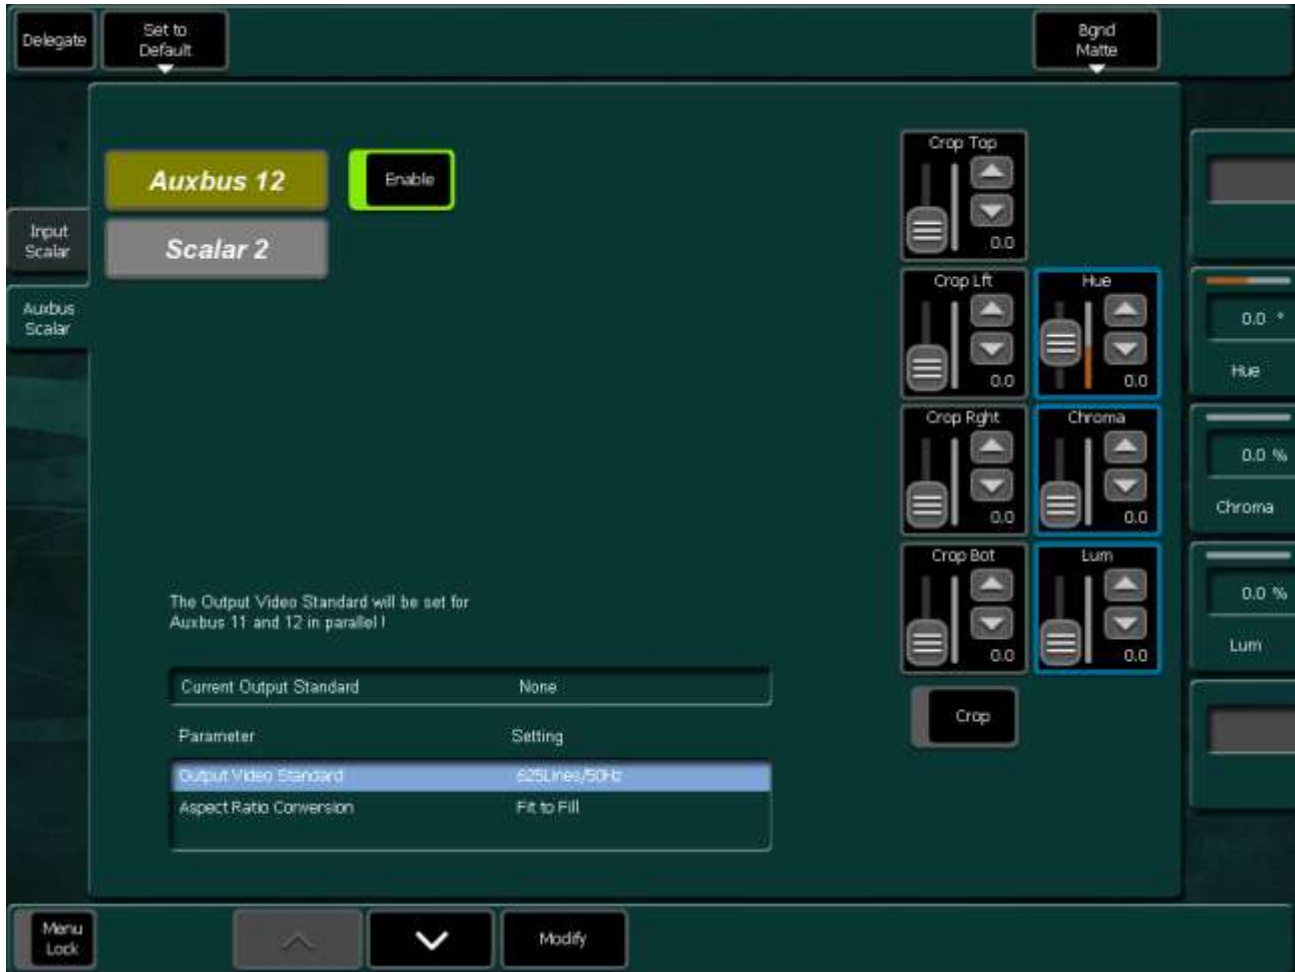 Delegate
Set to
Default
Bgnd
Matte
Auxbus 12
Enable
Scalar 2
Input
Scalar
Auxbus
Scalar
Crop Top
0.0
Crop Lft
0.0
Hue
0.0
0.0 °
Hue
Crop Rght
0.0
Chroma
0.0
0.0 %
Chroma
Crop Bot
0.0
Lum
0.0
0.0 %
Lum
Crop
The Output Video Standard will be set for
Auxbus 11 and 12 in parallel !
Current Output Standard None
Parameter Setting
Output Video Standard 625Lines/50Hz
Aspect Ratio Conversion Fit to Fill
Menu
Lock
Modify